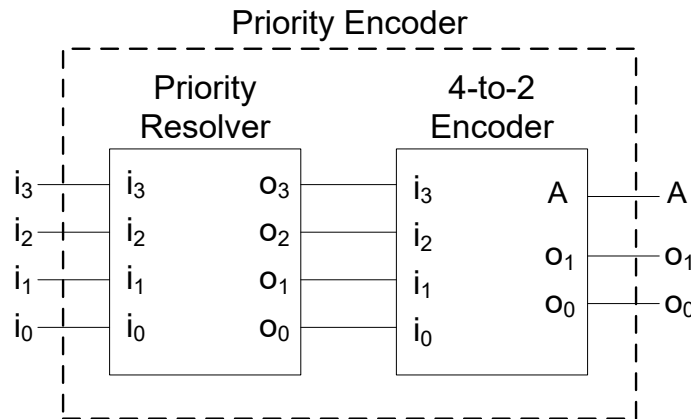 Priority Encoder
Priority
Resolver
4-to-2
Encoder
i₃ i₃ o₃ i₃ A A
i₂ i₂ o₂ i₂
i₁ i₁ o₁ i₁ o₁ o₁
i₀ i₀ o₀ i₀ o₀ o₀